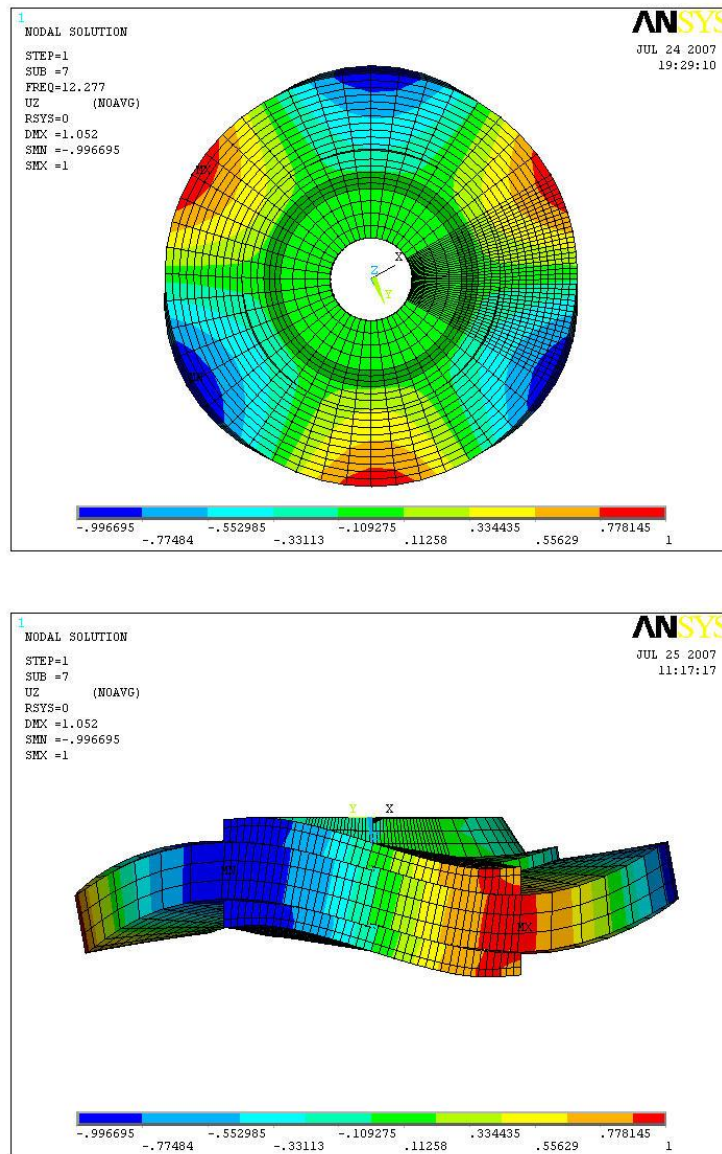 1
NODAL SOLUTION
STEP=1
SUB =7
FREQ=12.277
UZ (NOAVG)
RSYS=0
DMX =1.052
SMN =-.996695
SMX =1
ANSYS
JUL 24 2007
19:29:10
MX
X
Z
Y
MN
-.996695 -.552985 -.109275 .334435 .778145
-.77484 -.33113 .11258 .55629 1
1
NODAL SOLUTION
STEP=1
SUB =7
UZ (NOAVG)
RSYS=0
DMX =1.052
SMN =-.996695
SMX =1
ANSYS
JUL 25 2007
11:17:17
Y X
MN
MX
-.996695 -.552985 -.109275 .334435 .778145
-.77484 -.33113 .11258 .55629 1